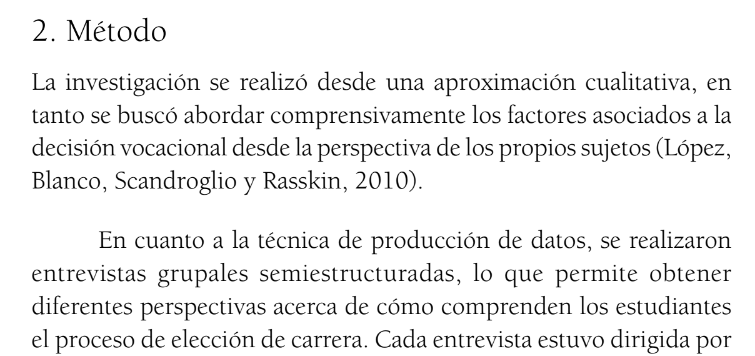 2. Método
La investigación se realizó desde una aproximación cualitativa, en
tanto se buscó abordar comprensivamente los factores asociados a la
decisión vocacional desde la perspectiva de los propios sujetos (López,
Blanco, Scandroglio y Rasskin, 2010).
En cuanto a la técnica de producción de datos, se realizaron
entrevistas grupales semiestructuradas, lo que permite obtener
diferentes perspectivas acerca de cómo comprenden los estudiantes
el proceso de elección de carrera. Cada entrevista estuvo dirigida por